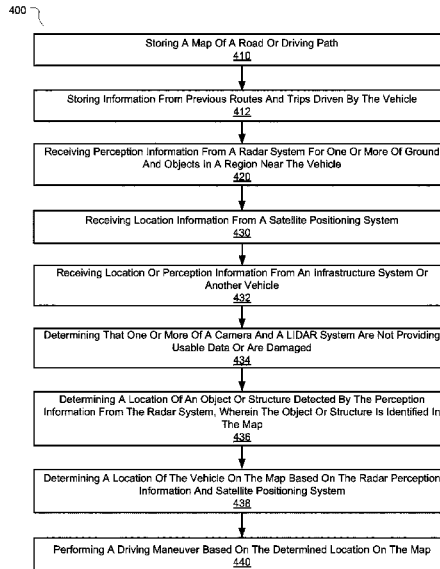 400
Storing A Map Of A Road Or Driving Path
410
Storing Information From Previous Routes And Trips Driven By The Vehicle
412
Receiving Perception Information From A Radar System For One Or More Of Ground
And Objects In A Region Near The Vehicle
420
Receiving Location Information From A Satellite Positioning System
430
Receiving Location Or Perception Information From An Infrastructure System Or
Another Vehicle
432
Determining That One Or More Of A Camera And A LIDAR System Are Not Providing
Usable Data Or Are Damaged
434
Determining A Location Of An Object Or Structure Detected By The Perception
Information From The Radar System, Wherein The Object Or Structure Is Identified In
The Map
436
Determining A Location Of The Vehicle On The Map Based On The Radar Perception
Information And Satellite Positioning System
438
Performing A Driving Maneuver Based On The Determined Location On The Map
440